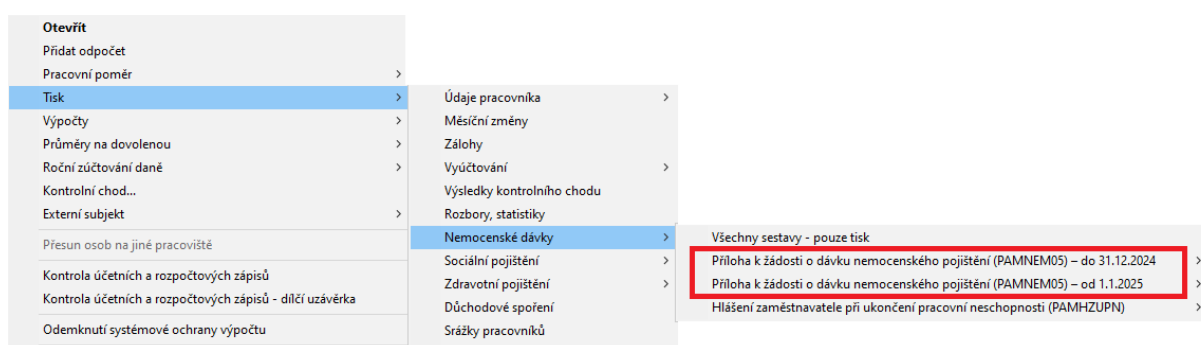 Otevřít
Přidat odpočet
Pracovní poměr
Tisk
Výpočty
Průměry na dovolenou
Roční zúčtování daně
Kontrolní chod...
Externí subjekt
Přesun osob na jiné pracoviště
Kontrola účetních a rozpočtových zápisů
Kontrola účetních a rozpočtových zápisů - dílčí uzávěrka
Odemknutí systémové ochrany výpočtu
Údaje pracovníka
Měsíční změny
Zálohy
Vyúčtování
Výsledky kontrolního chodu
Rozbory, statistiky
Nemocenské dávky
Sociální pojištění
Zdravotní pojištění
Důchodové spoření
Srážky pracovníků
Všechny sestavy - pouze tisk
Příloha k žádosti o dávku nemocenského pojištění (PAMNEM05) – do 31.12.2024
Příloha k žádosti o dávku nemocenského pojištění (PAMNEM05) – od 1.1.2025
Hlášení zaměstnavatele při ukončení pracovní neschopnosti (PAMHZUPN)